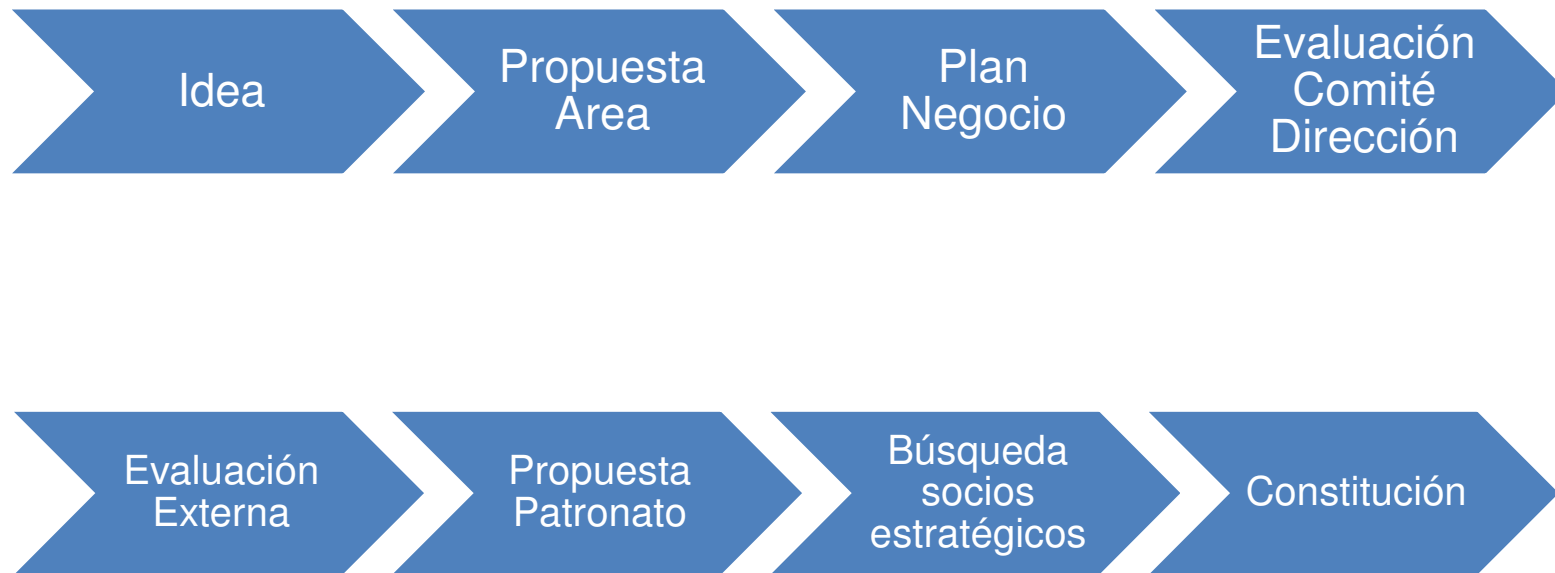 Idea
Propuesta
Area
Plan
Negocio
Evaluación
Comité
Dirección
Evaluación
Externa
Propuesta
Patronato
Búsqueda
socios
estratégicos
Constitución